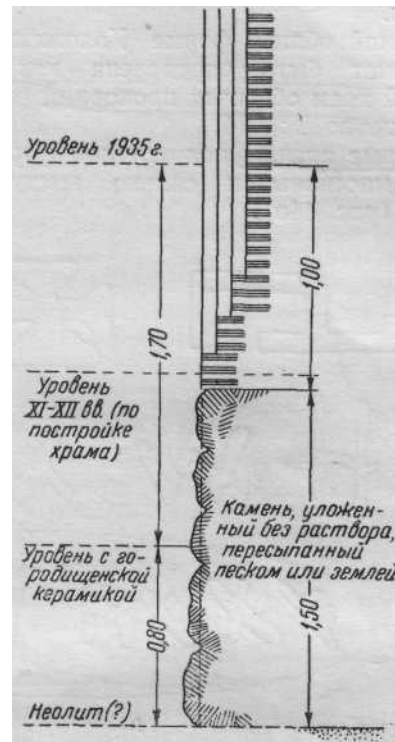 Уровень 1935 г.
1,00
1,70
Уровень
XI-XII вв. (по
постройке
храма)
Камень, уложен-
ный без раствора,
пересыпанный
песком или землей
Уровень с го-
родищенской
керамикой
0,80
1,50
Неолит(?)